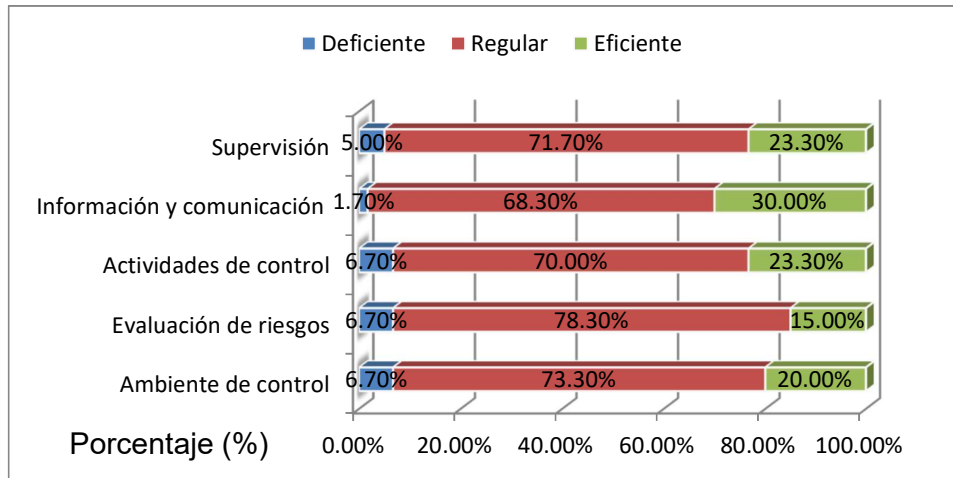 Deficiente Regular Eficiente
Supervisión 5.00% 71.70% 23.30%
Información y comunicación 1.70% 68.30% 30.00%
Actividades de control 6.70% 70.00% 23.30%
Evaluación de riesgos 6.70% 78.30% 15.00%
Ambiente de control 6.70% 73.30% 20.00%
Porcentaje (%) 0.00% 20.00% 40.00% 60.00% 80.00% 100.00%